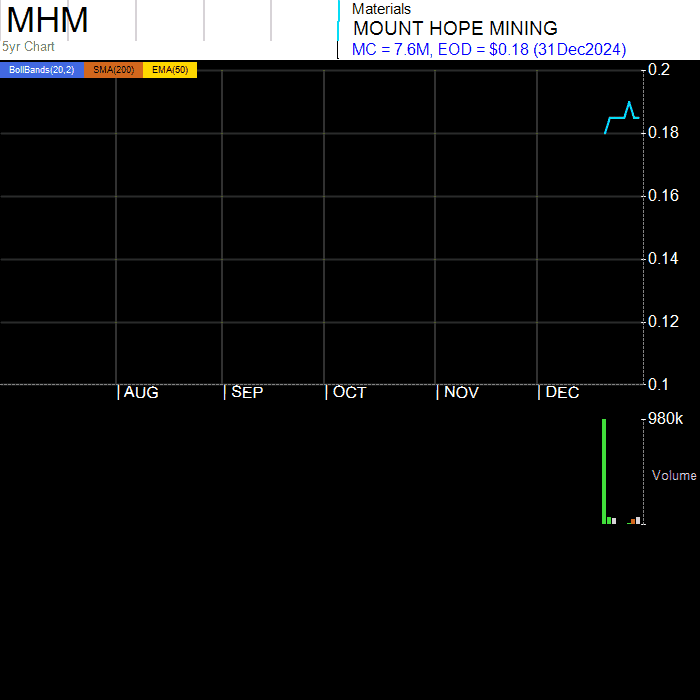 MHM
5yr Chart
Materials
MOUNT HOPE MINING
MC = 7.6M, EOD = $0.18 (31Dec2024)
BollBands(20,2) SMA(200) EMA(50)
0.2
0.18
0.16
0.14
0.12
0.1
| AUG | SEP | OCT | NOV | DEC
980k
Volume